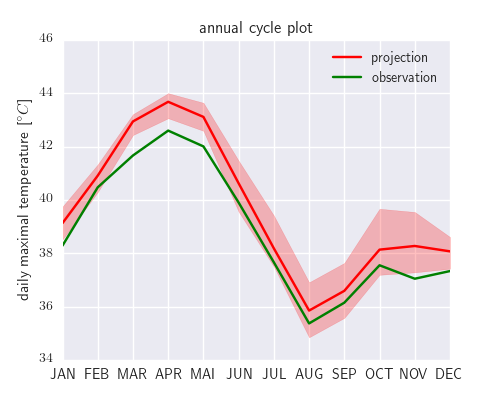 annual cycle plot
projection
observation
daily maximal temperature [°C]
46
44
42
40
38
36
34
JAN FEB MAR APR MAI JUN JUL AUG SEP OCT NOV DEC